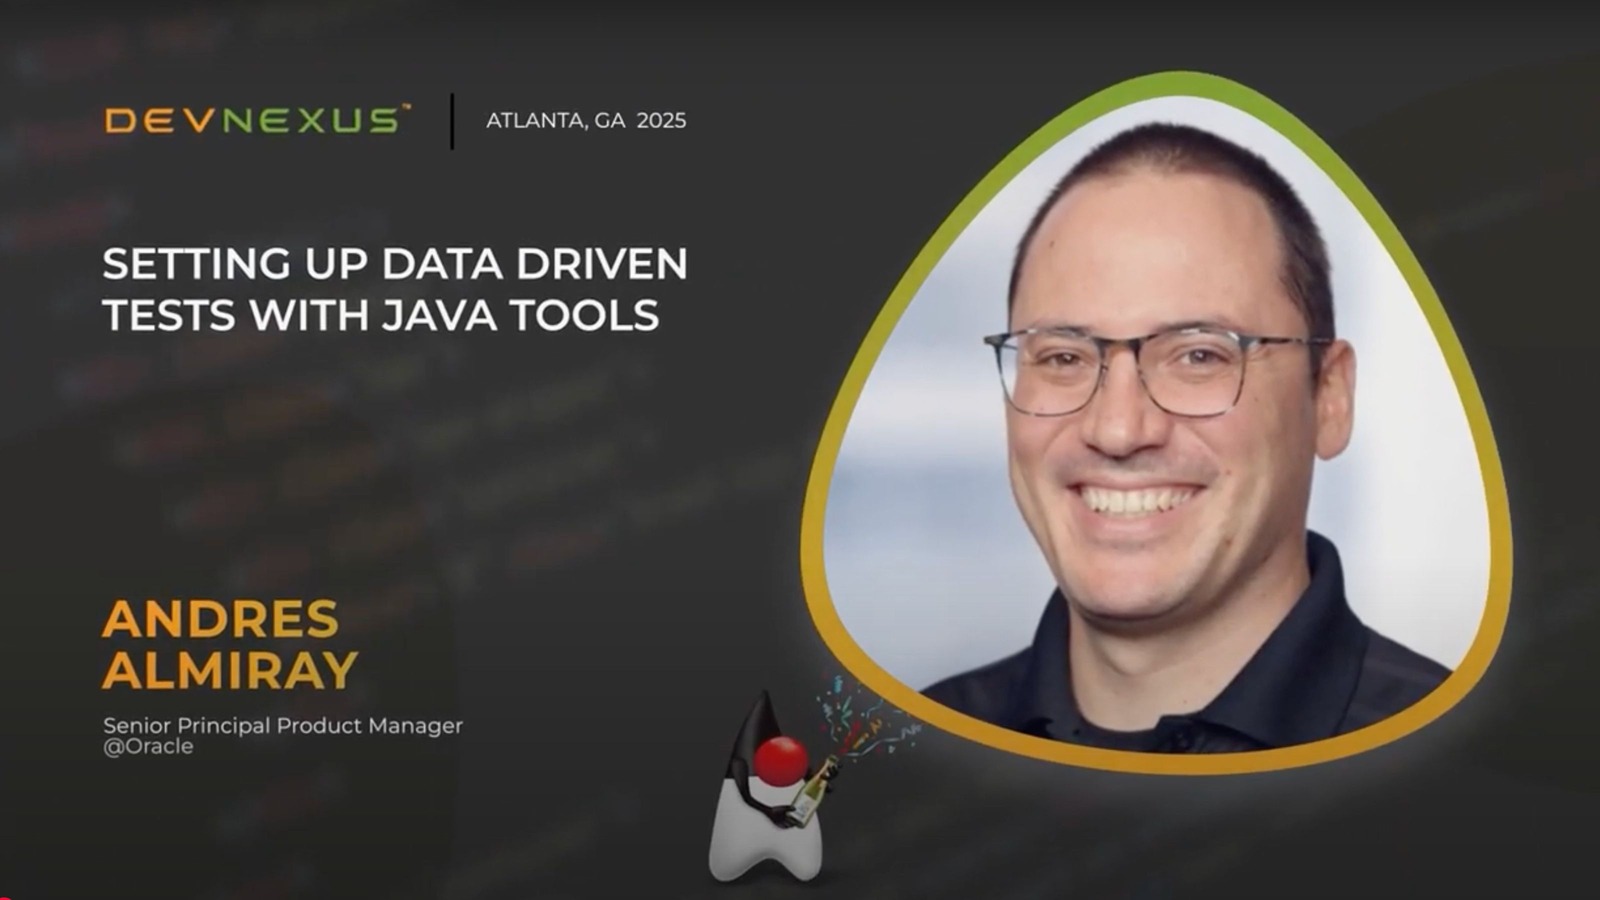 DEVNEXUS™
ATLANTA, GA 2025
SETTING UP DATA DRIVEN
TESTS WITH JAVA TOOLS
ANDRES
ALMIRAY
Senior Principal Product Manager
@Oracle